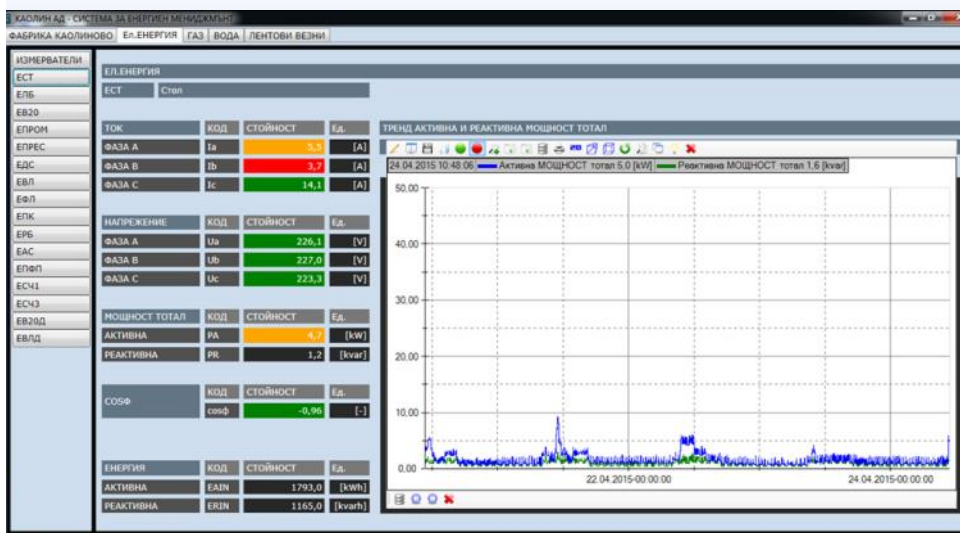 КАОЛИН АД - СИСТЕМА ЗА ЕНЕРГИЕН МЕНИДЖМЪНТ
ФАБРИКА КАОЛИНОВО Ел.ЕНЕРГИЯ ГАЗ ВОДА ЛЕНТОВИ ВЕЗНИ
ИЗМЕРВАТЕЛИ
ЕСТ
ЕЛБ
ЕВ20
ЕПРОМ
ЕПРЕС
ЕДС
ЕВЛ
ЕФЛ
ЕПК
ЕРБ
ЕАС
ЕПФП
ЕСЧ1
ЕСЧ3
ЕВ20Д
ЕВЛД
ЕЛ.ЕНЕРГИЯ
ЕСТ Стол
ТОК КОД СТОЙНОСТ Ед.
ФАЗА А Ia 5,5 [A]
ФАЗА В Ib 3,7 [A]
ФАЗА С Ic 14,1 [A]
НАПРЕЖЕНИЕ КОД СТОЙНОСТ Ед.
ФАЗА А Ua 226,1 [V]
ФАЗА В Ub 227,0 [V]
ФАЗА С Uc 223,3 [V]
МОЩНОСТ ТОТАЛ КОД СТОЙНОСТ Ед.
АКТИВНА PA 4,7 [kW]
РЕАКТИВНА PR 1,2 [kvar]
COSФ КОД СТОЙНОСТ Ед.
cosф -0,96 [-]
ЕНЕРГИЯ КОД СТОЙНОСТ Ед.
АКТИВНА EAIN 1793,0 [kWh]
РЕАКТИВНА ERIN 1165,0 [kvarh]
ТРЕНД АКТИВНА И РЕАКТИВНА МОЩНОСТ ТОТАЛ
24.04.2015 10:48:06 Активна МОЩНОСТ тотал 5,0 [kW] Реактивна МОЩНОСТ тотал 1,6 [kvar]
50.00
40.00
30.00
20.00
10.00
0.00
22.04.2015-00:00:00 24.04.2015-00:00:00